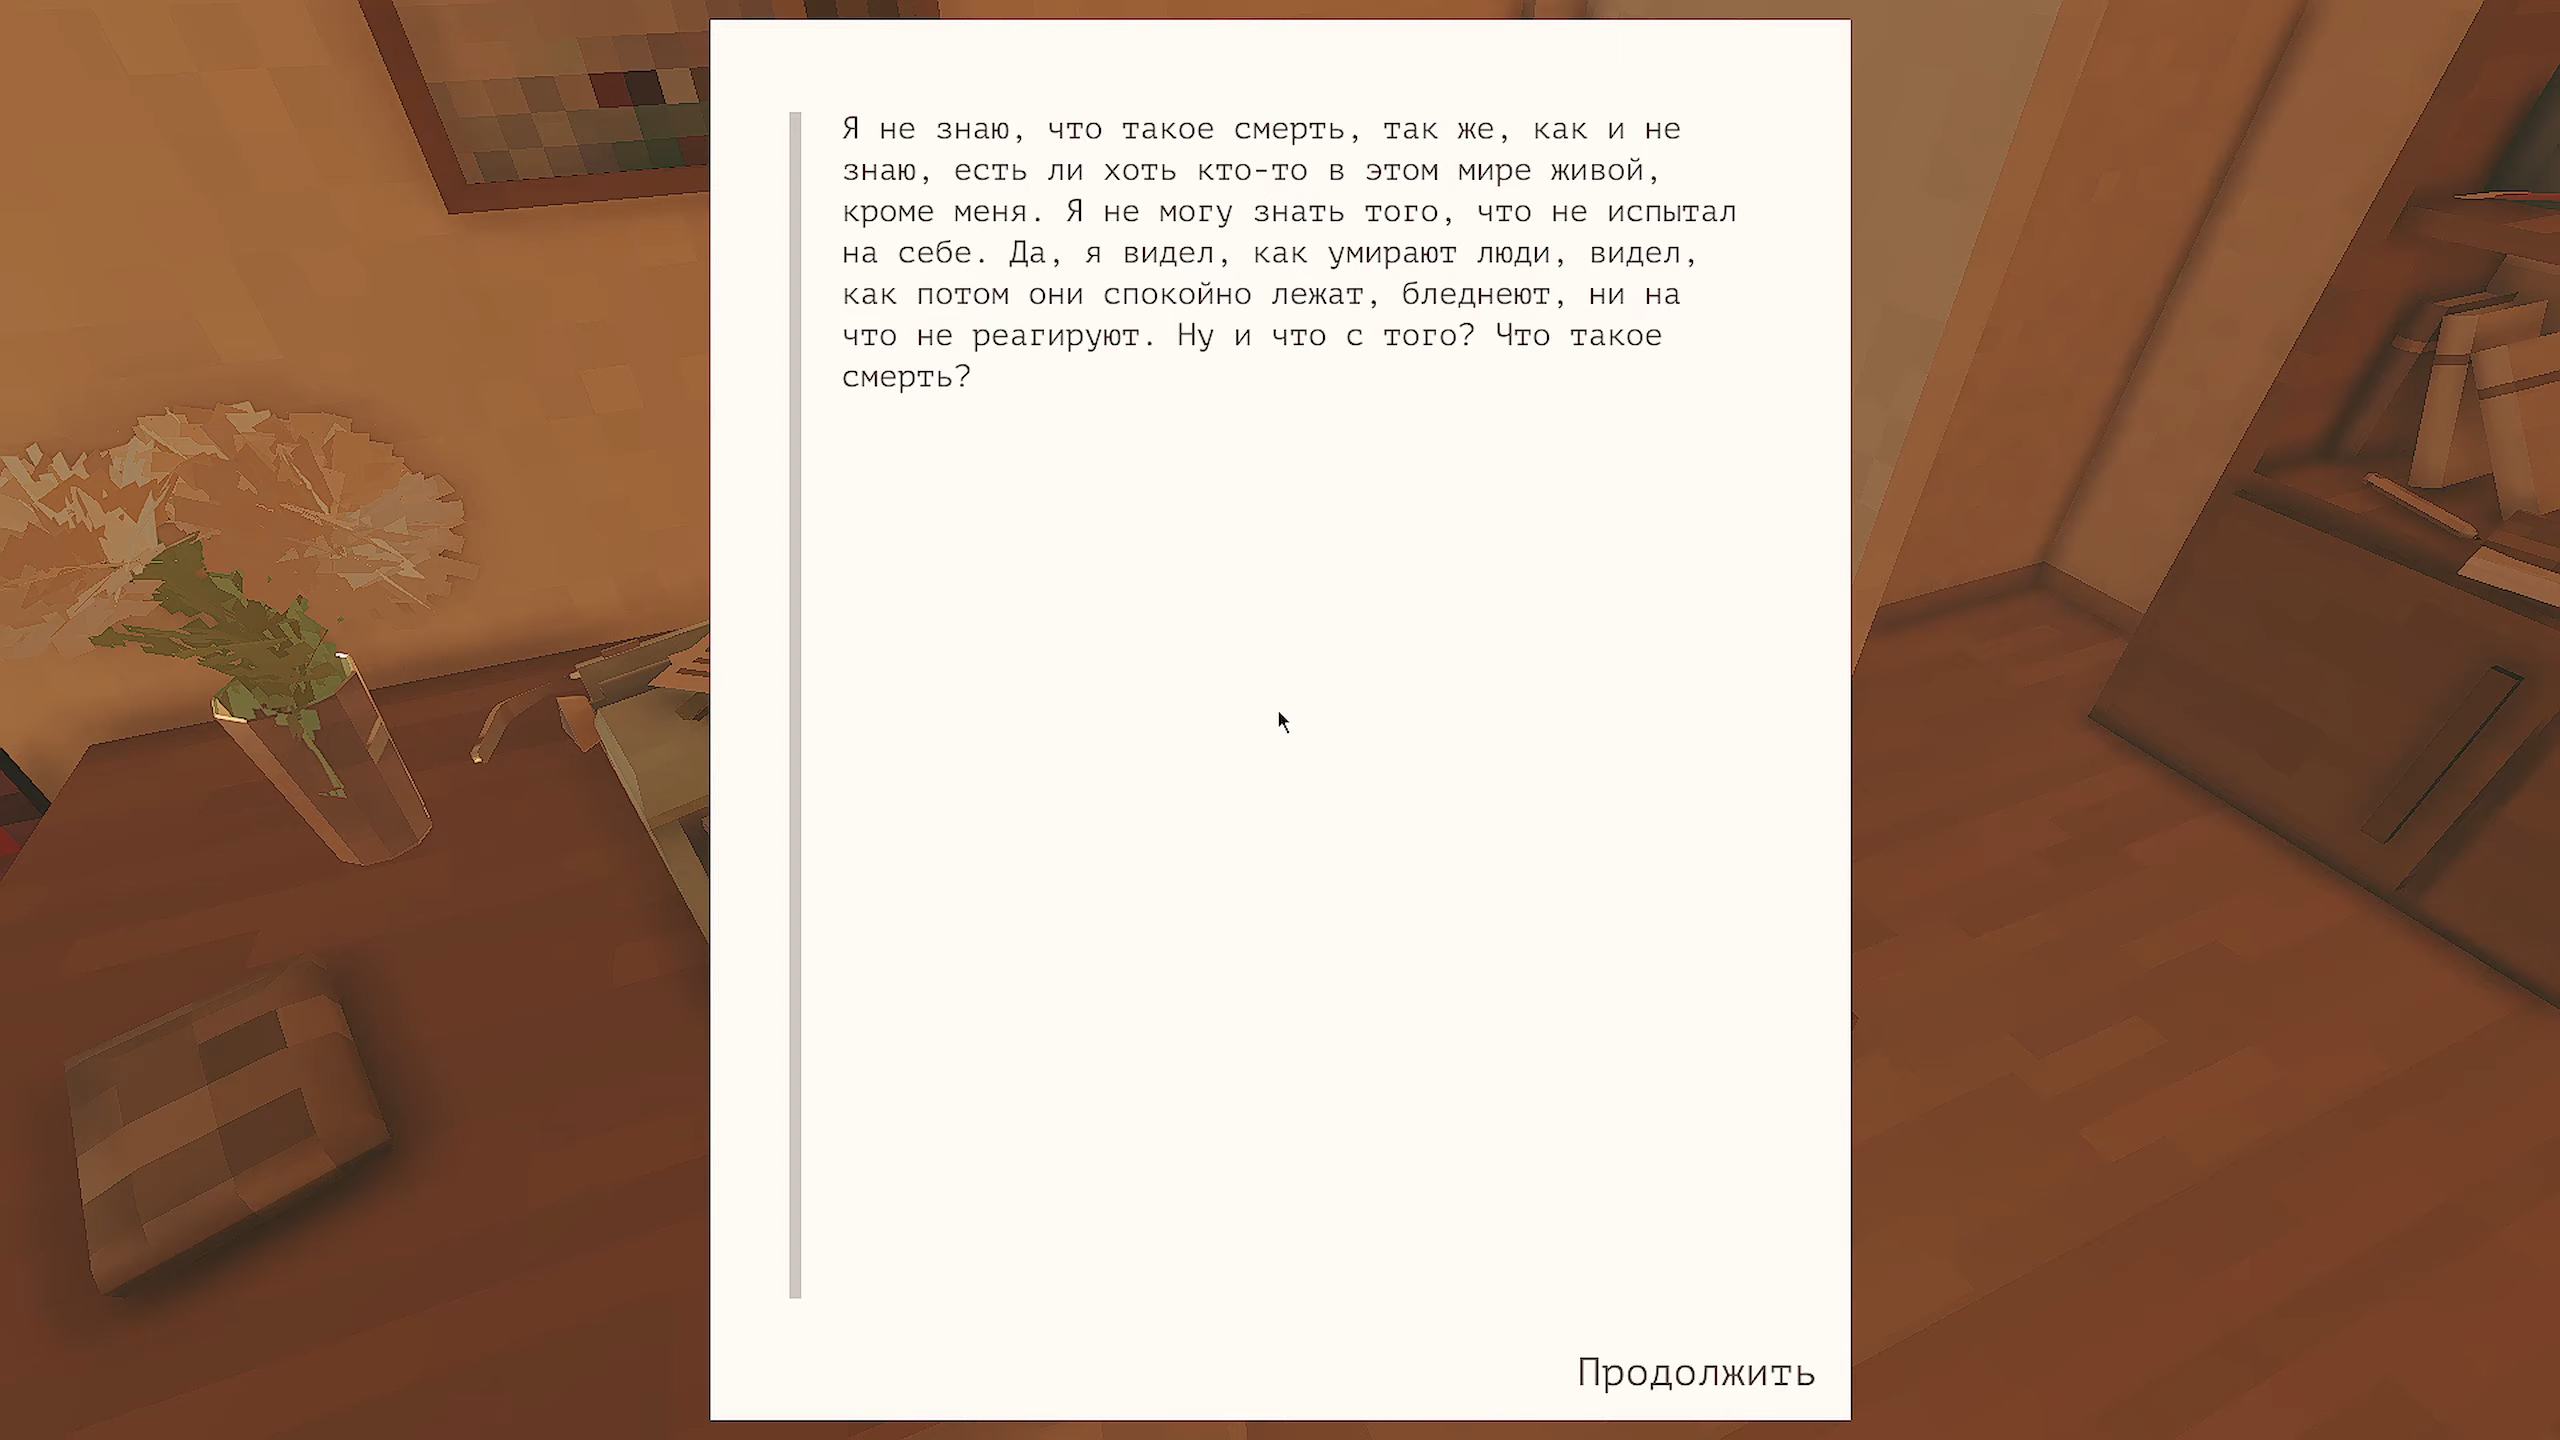 Я не знаю, что такое смерть, так же, как и не
знаю, есть ли хоть кто-то в этом мире живой,
кроме меня. Я не могу знать того, что не испытал
на себе. Да, я видел, как умирают люди, видел,
как потом они спокойно лежат, бледнеют, ни на
что не реагируют. Ну и что с того? Что такое
смерть?
Продолжить